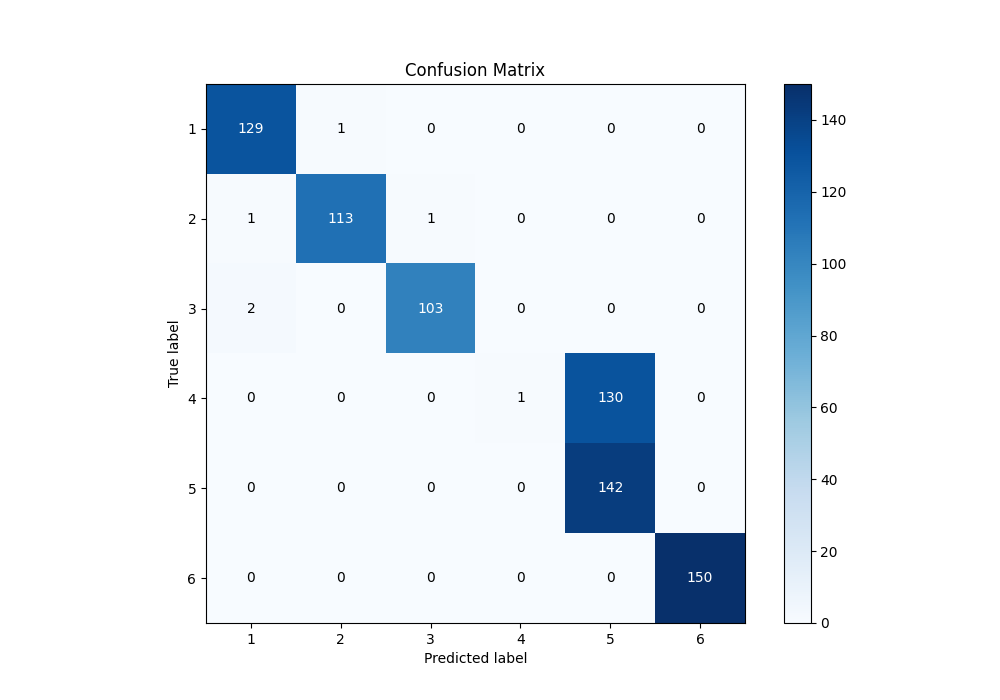 Confusion Matrix
1 129 1 0 0 0 0
2 1 113 1 0 0 0
3 2 0 103 0 0 0
4 0 0 0 1 130 0
5 0 0 0 0 142 0
6 0 0 0 0 0 150
1 2 3 4 5 6
True label
Predicted label
140
120
100
80
60
40
20
0